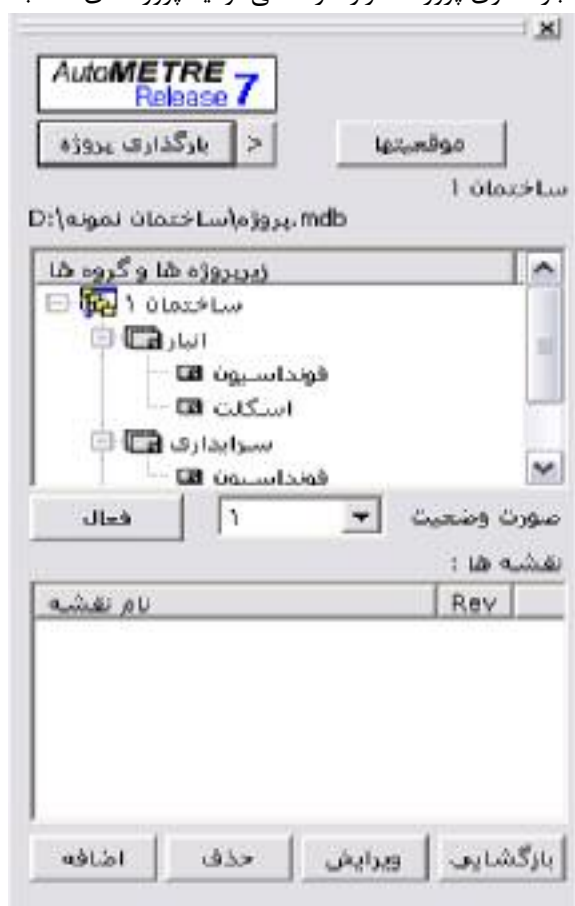 AutoMETRE
Release 7
بارگذاری پروژه < موقعیتها
ساختمان ۱
D:\پروژه\ساختمان نمونه.mdb
زیرپروژه ها و گروه ها
ساختمان ۱
انبار
فونداسیون
اسکلت
سرایداری
فونداسیون
صورت وضعیت ۱ فعال
نقشه ها :
نام نقشه Rev
اضافه حذف ویرایش بازگشایی